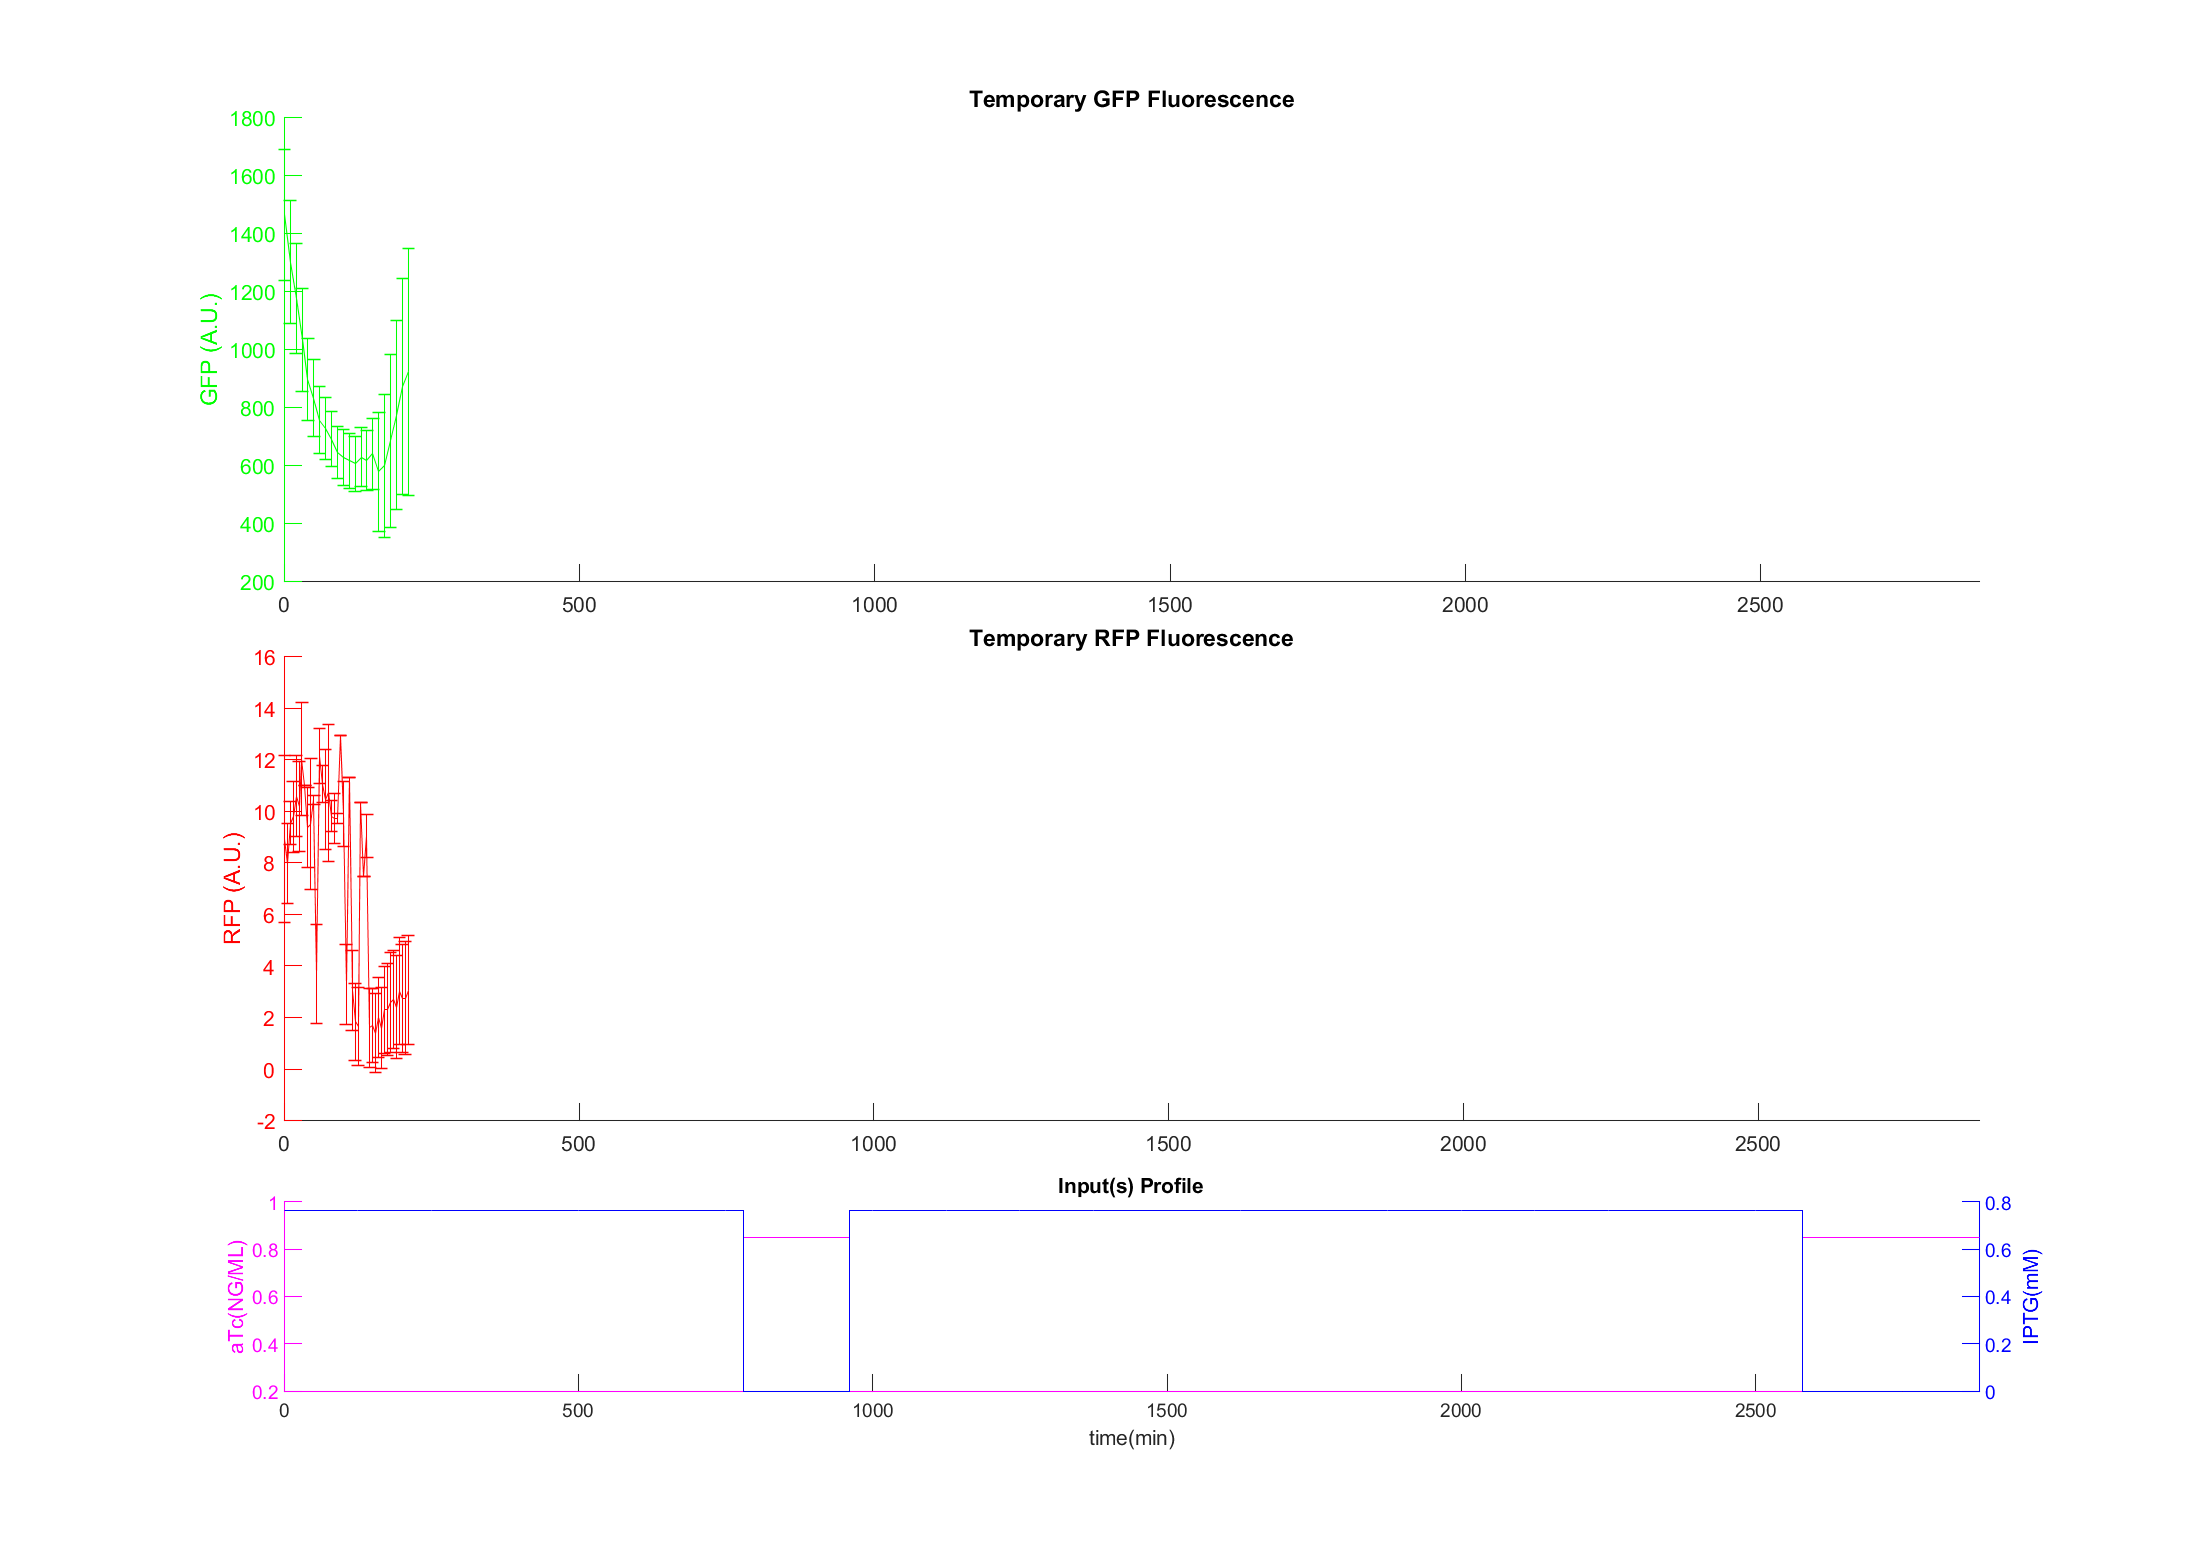 Temporary GFP Fluorescence
1800
1600
1400
1200
1000
800
600
400
200
GFP (A.U.)
0 500 1000 1500 2000 2500
Temporary RFP Fluorescence
16
14
12
10
8
6
4
2
0
-2
RFP (A.U.)
0 500 1000 1500 2000 2500
Input(s) Profile
1
0.8
0.6
0.4
0.2
aTc(NG/ML)
0.8
0.6
0.4
0.2
0
IPTG(mM)
0 500 1000 1500 2000 2500
time(min)